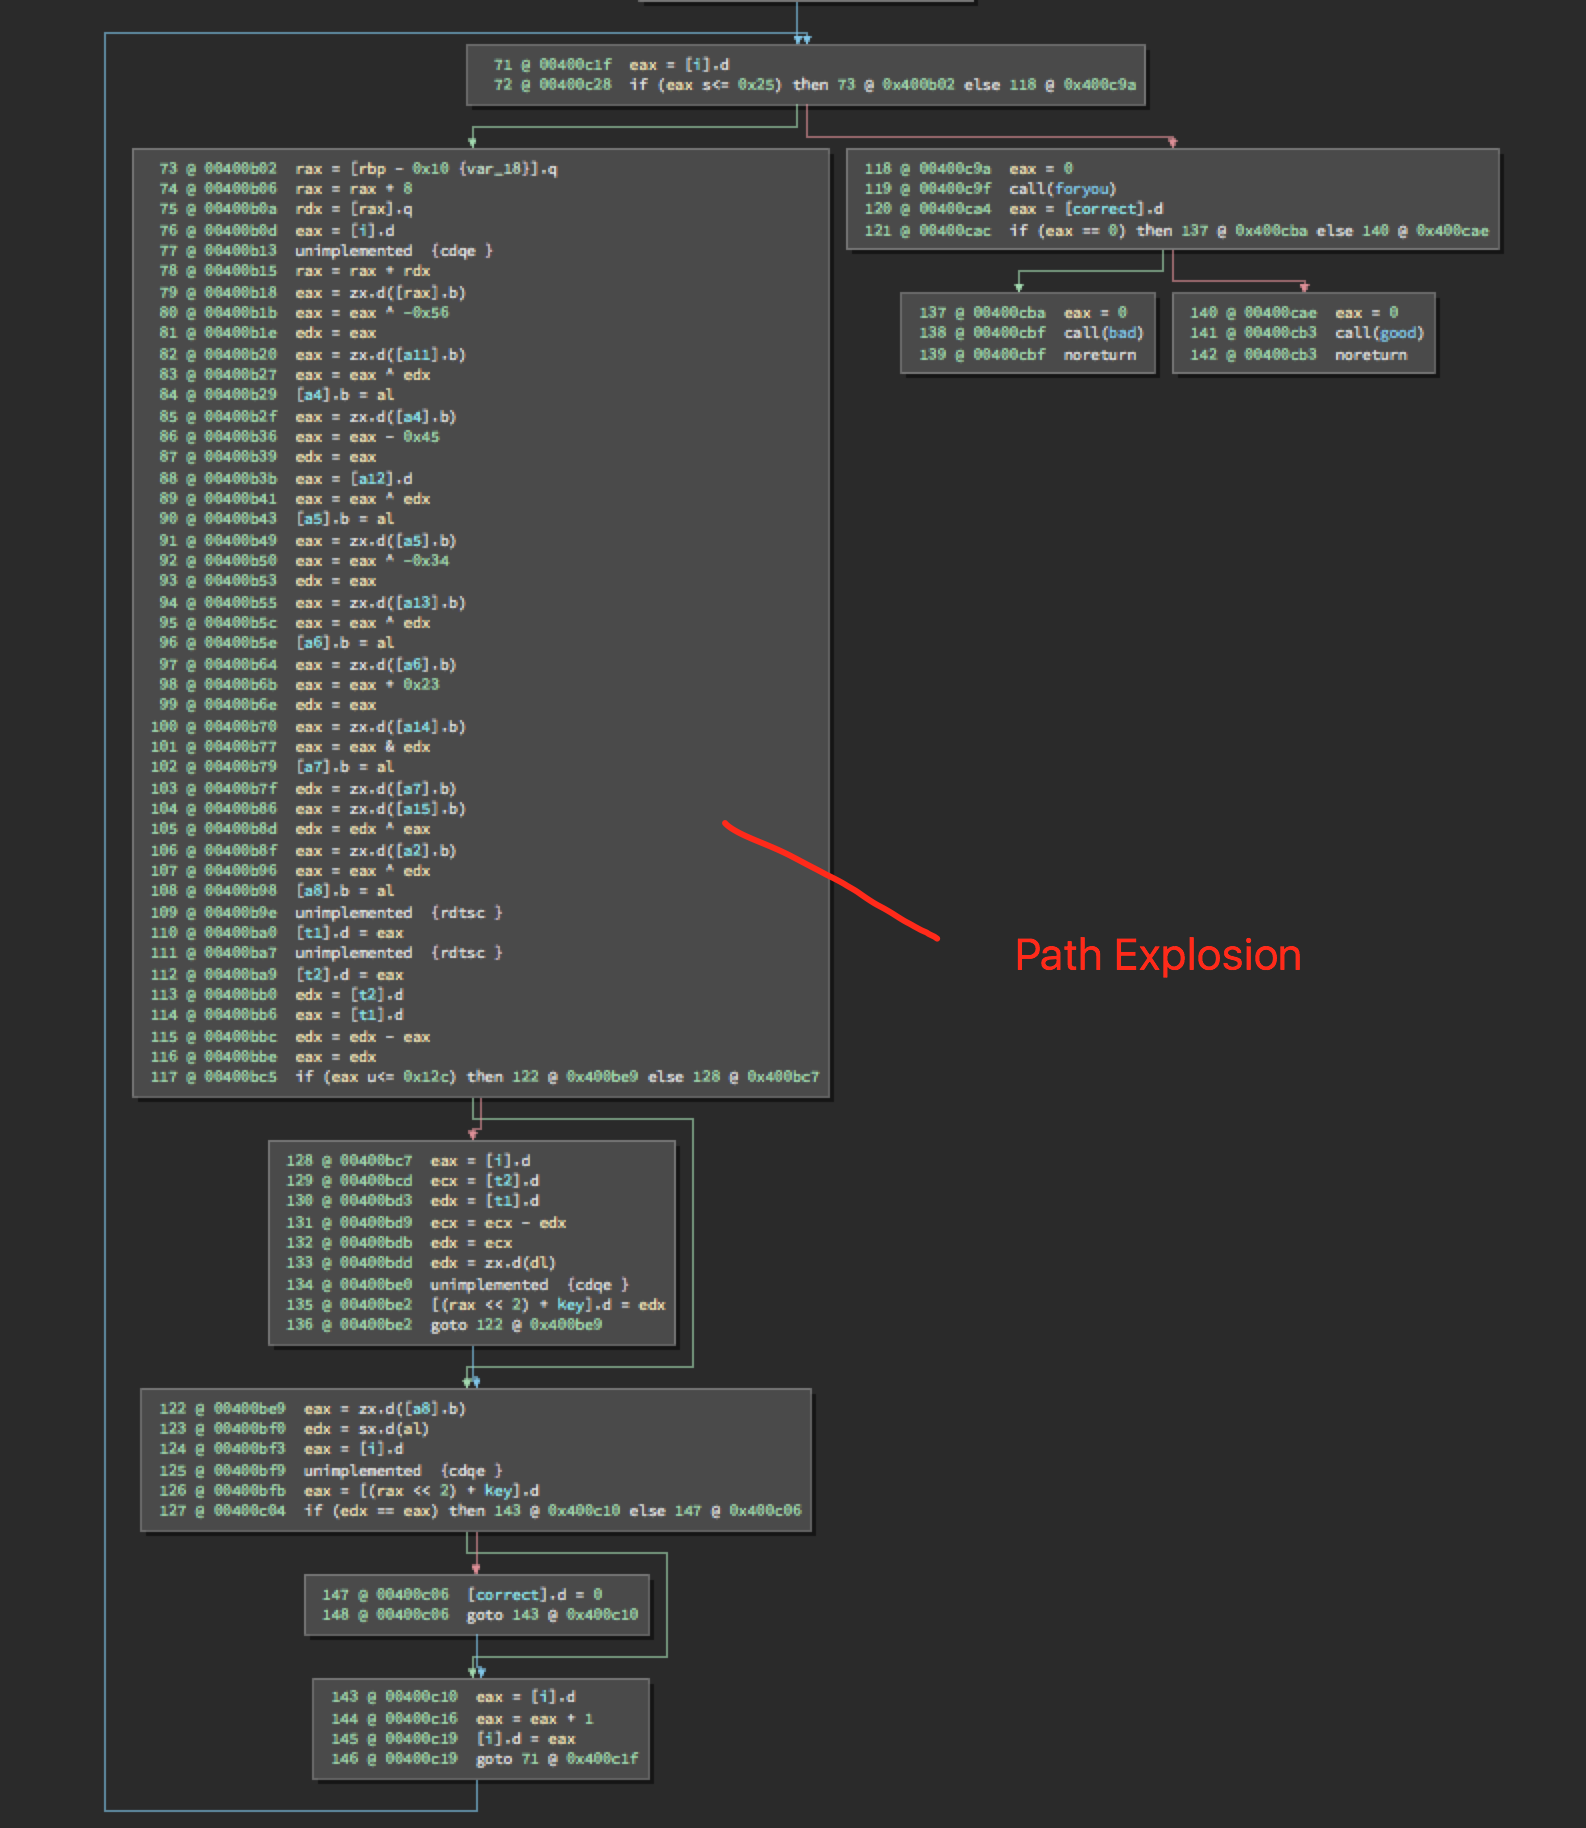 71 @ 00400c1f  eax = [i].d
72 @ 00400c28  if (eax s<= 0x25) then 73 @ 0x400b02 else 118 @ 0x400c9a
73 @ 00400b02  rax = [rbp - 0x10 {var_18}].q
74 @ 00400b06  rax = rax + 8
75 @ 00400b0a  rdx = [rax].q
76 @ 00400b0d  eax = [i].d
77 @ 00400b13  unimplemented  {cdqe }
78 @ 00400b15  rax = rax + rdx
79 @ 00400b18  eax = zx.d([rax].b)
80 @ 00400b1b  eax = eax ^ -0x56
81 @ 00400b1e  edx = eax
82 @ 00400b20  eax = zx.d([a11].b)
83 @ 00400b27  eax = eax ^ edx
84 @ 00400b29  [a4].b = al
85 @ 00400b2f  eax = zx.d([a4].b)
86 @ 00400b36  eax = eax - 0x45
87 @ 00400b39  edx = eax
88 @ 00400b3b  eax = [a12].d
89 @ 00400b41  eax = eax ^ edx
90 @ 00400b43  [a5].b = al
91 @ 00400b49  eax = zx.d([a5].b)
92 @ 00400b50  eax = eax ^ -0x34
93 @ 00400b53  edx = eax
94 @ 00400b55  eax = zx.d([a13].b)
95 @ 00400b5c  eax = eax ^ edx
96 @ 00400b5e  [a6].b = al
97 @ 00400b64  eax = zx.d([a6].b)
98 @ 00400b6b  eax = eax + 0x23
99 @ 00400b6e  edx = eax
100 @ 00400b70  eax = zx.d([a14].b)
101 @ 00400b77  eax = eax & edx
102 @ 00400b79  [a7].b = al
103 @ 00400b7f  edx = zx.d([a7].b)
104 @ 00400b86  eax = zx.d([a15].b)
105 @ 00400b8d  edx = edx ^ eax
106 @ 00400b8f  eax = zx.d([a2].b)
107 @ 00400b96  eax = eax ^ edx
108 @ 00400b98  [a8].b = al
109 @ 00400b9e  unimplemented  {rdtsc }
110 @ 00400ba0  [t1].d = eax
111 @ 00400ba7  unimplemented  {rdtsc }
112 @ 00400ba9  [t2].d = eax
113 @ 00400bb0  edx = [t2].d
114 @ 00400bb6  eax = [t1].d
115 @ 00400bbc  edx = edx - eax
116 @ 00400bbe  eax = edx
117 @ 00400bc5  if (eax u<= 0x12c) then 122 @ 0x400be9 else 128 @ 0x400bc7
118 @ 00400c9a  eax = 0
119 @ 00400c9f  call(foryou)
120 @ 00400ca4  eax = [correct].d
121 @ 00400cac  if (eax == 0) then 137 @ 0x400cba else 140 @ 0x400cae
137 @ 00400cba  eax = 0
138 @ 00400cbf  call(bad)
139 @ 00400cbf  noreturn
140 @ 00400cae  eax = 0
141 @ 00400cb3  call(good)
142 @ 00400cb3  noreturn
Path Explosion
128 @ 00400bc7  eax = [i].d
129 @ 00400bcd  ecx = [t2].d
130 @ 00400bd3  edx = [t1].d
131 @ 00400bd9  ecx = ecx - edx
132 @ 00400bdb  edx = ecx
133 @ 00400bdd  edx = zx.d(dl)
134 @ 00400be0  unimplemented  {cdqe }
135 @ 00400be2  [(rax << 2) + key].d = edx
136 @ 00400be2  goto 122 @ 0x400be9
122 @ 00400be9  eax = zx.d([a8].b)
123 @ 00400bf0  edx = sx.d(al)
124 @ 00400bf3  eax = [i].d
125 @ 00400bf9  unimplemented  {cdqe }
126 @ 00400bfb  eax = [(rax << 2) + key].d
127 @ 00400c04  if (edx == eax) then 143 @ 0x400c10 else 147 @ 0x400c06
147 @ 00400c06  [correct].d = 0
148 @ 00400c06  goto 143 @ 0x400c10
143 @ 00400c10  eax = [i].d
144 @ 00400c16  eax = eax + 1
145 @ 00400c19  [i].d = eax
146 @ 00400c19  goto 71 @ 0x400c1f